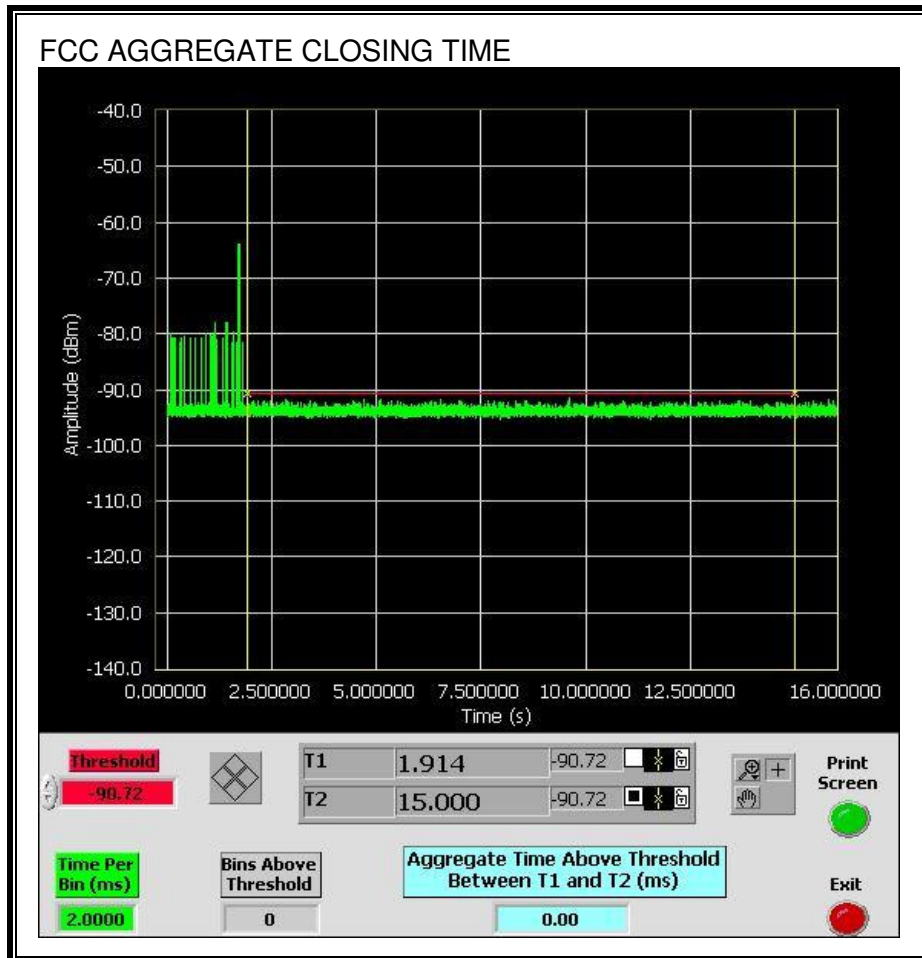 FCC AGGREGATE CLOSING TIME
-40.0
-50.0
-60.0
-70.0
-80.0
-90.0
-100.0
-110.0
-120.0
-130.0
-140.0
Amplitude (dBm)
0.000000 2.500000 5.000000 7.500000 10.000000 12.500000 16.000000
Time (s)
Threshold
-90.72
T1 1.914 -90.72
T2 15.000 -90.72
Print
Screen
Time Per
Bin (ms)
2.0000
Bins Above
Threshold
0
Aggregate Time Above Threshold
Between T1 and T2 (ms)
0.00
Exit